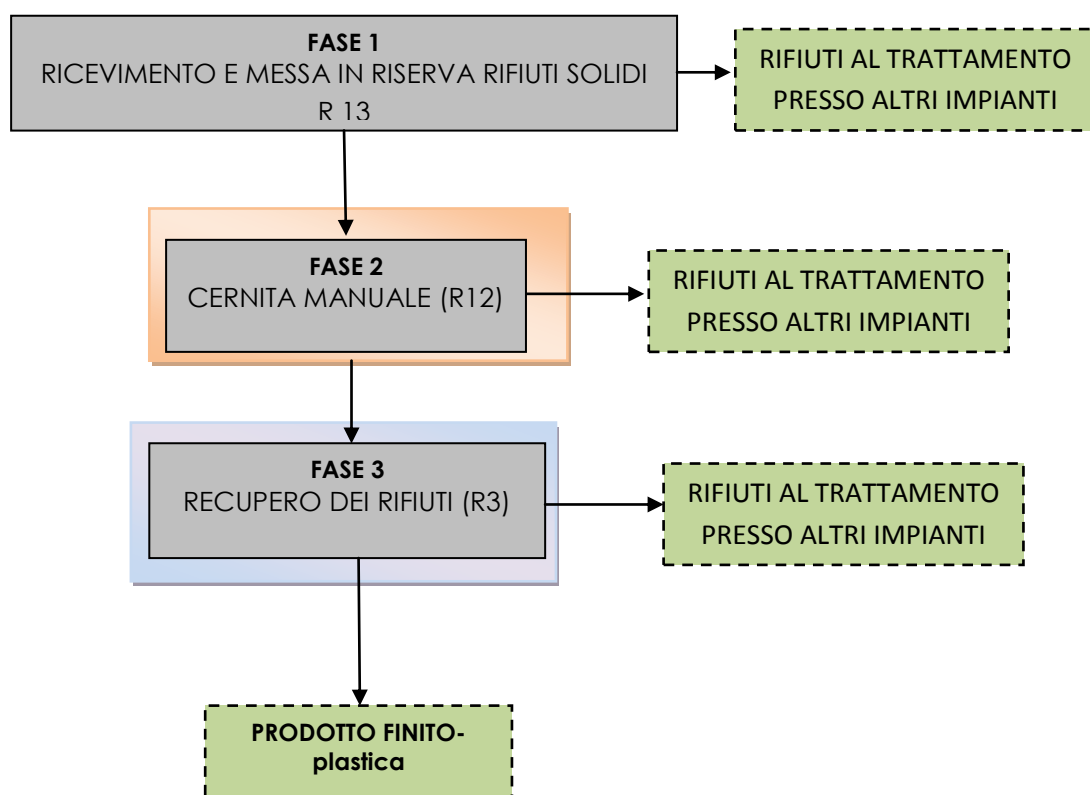 FASE 1
RICEVIMENTO E MESSA IN RISERVA RIFIUTI SOLIDI
R 13
RIFIUTI AL TRATTAMENTO
PRESSO ALTRI IMPIANTI
FASE 2
CERNITA MANUALE (R12)
RIFIUTI AL TRATTAMENTO
PRESSO ALTRI IMPIANTI
FASE 3
RECUPERO DEI RIFIUTI (R3)
RIFIUTI AL TRATTAMENTO
PRESSO ALTRI IMPIANTI
PRODOTTO FINITO-
plastica